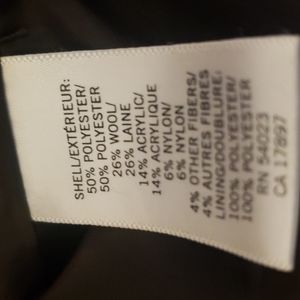 SHELL/EXTÉRIEUR:
50% POLYESTER/
50% POLYESTER
26% WOOL/
26% LAINE
14% ACRYLIC/
14% ACRYLIQUE
6% NYLON/
6% NYLON
4% OTHER FIBERS/
4% AUTRES FIBRES
LINING/DOUBLURE:
100% POLYESTER/
100% POLYESTER
RN 54023
CA 17897